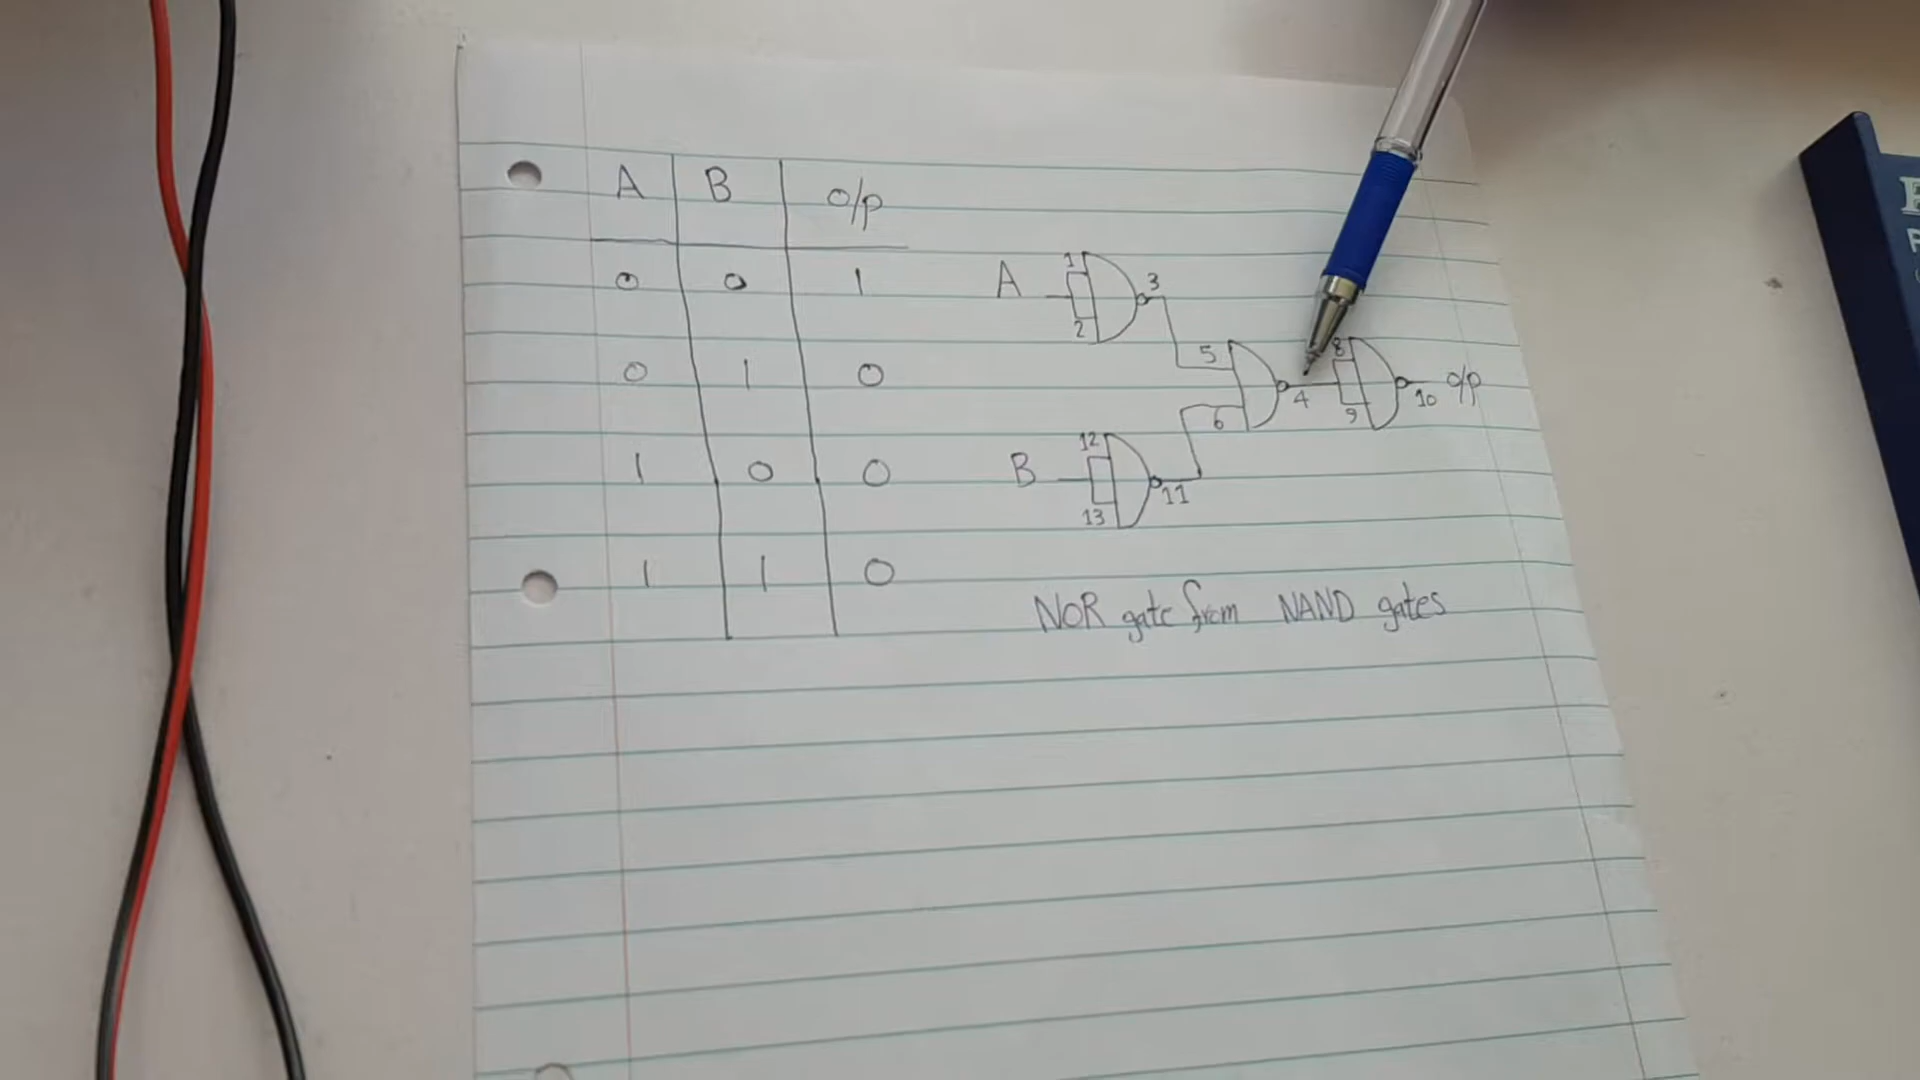 A B o/p
0 0 1
0 1 0
1 0 0
1 1 0
A 1 2 3
5 6 4 8 9 10 o/p
B 12 13 11
NOR gate from NAND gates